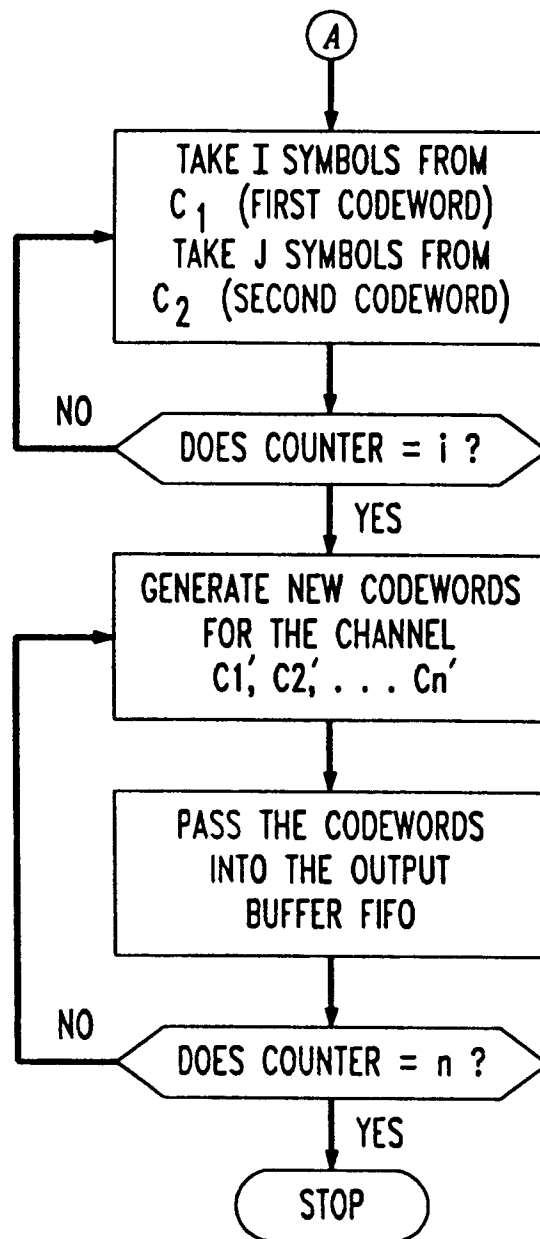 A
TAKE I SYMBOLS FROM
C1 (FIRST CODEWORD)
TAKE J SYMBOLS FROM
C2 (SECOND CODEWORD)
NO
DOES COUNTER = i ?
YES
GENERATE NEW CODEWORDS
FOR THE CHANNEL
C1', C2', . . . Cn'
PASS THE CODEWORDS
INTO THE OUTPUT
BUFFER FIFO
NO
DOES COUNTER = n ?
YES
STOP